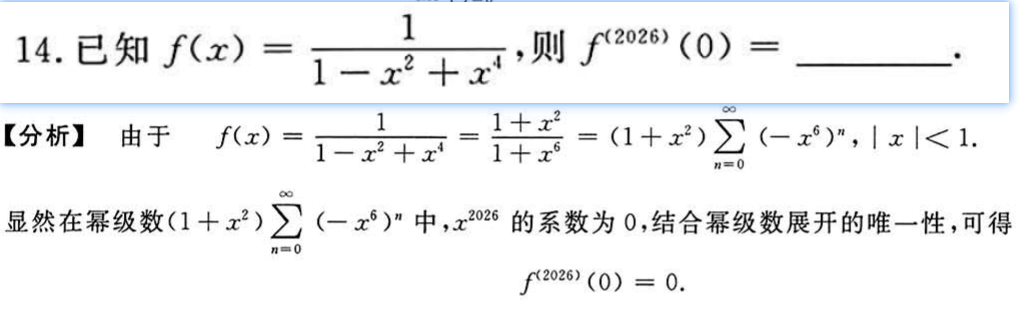 14. 已知 f(x) = \frac{1}{1 - x^2 + x^4}, 则 f^{(2026)}(0) = ________.
【分析】 由于 f(x) = \frac{1}{1 - x^2 + x^4} = \frac{1 + x^2}{1 + x^6} = (1 + x^2) \sum_{n=0}^{\infty} (-x^6)^n, |x| < 1.
显然在幂级数(1 + x^2) \sum_{n=0}^{\infty} (-x^6)^n 中, x^{2026} 的系数为 0, 结合幂级数展开的唯一性, 可得
f^{(2026)}(0) = 0.